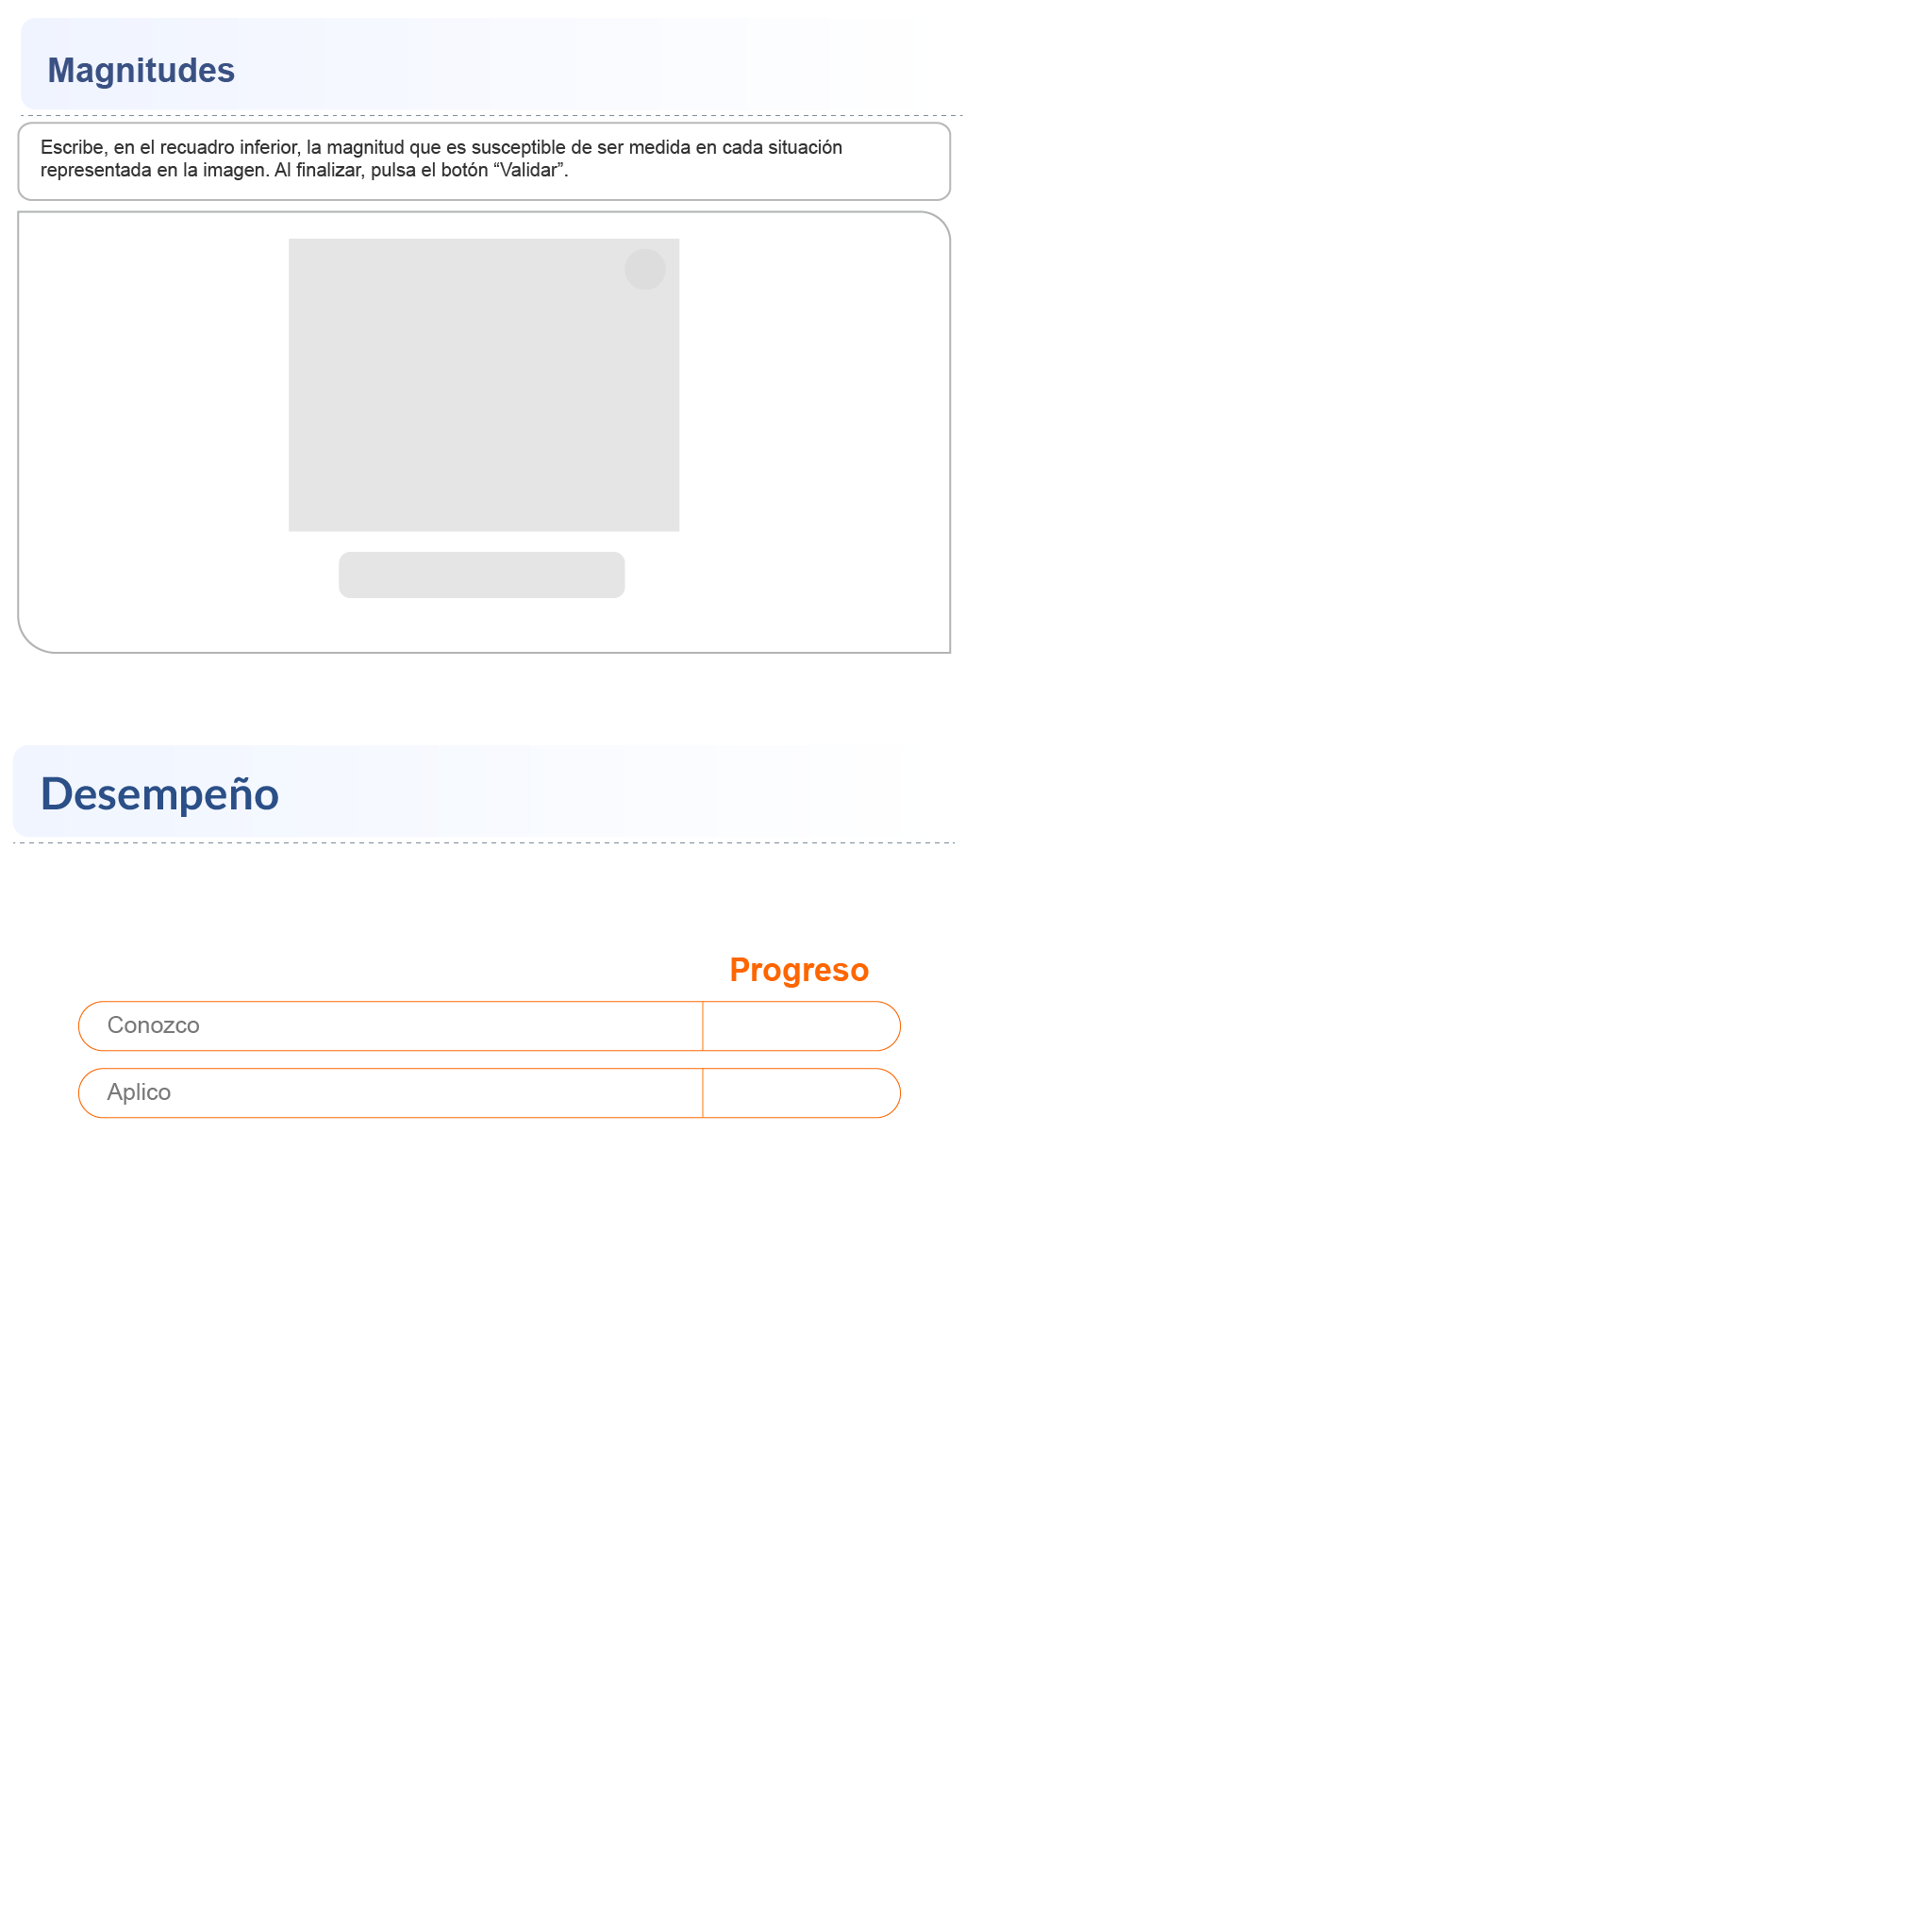 Magnitudes
Escribe, en el recuadro inferior, la magnitud que es susceptible de ser medida en cada situación
representada en la imagen. Al finalizar, pulsa el botón “Validar”.
Desempeño
Progreso
Conozco
Aplico